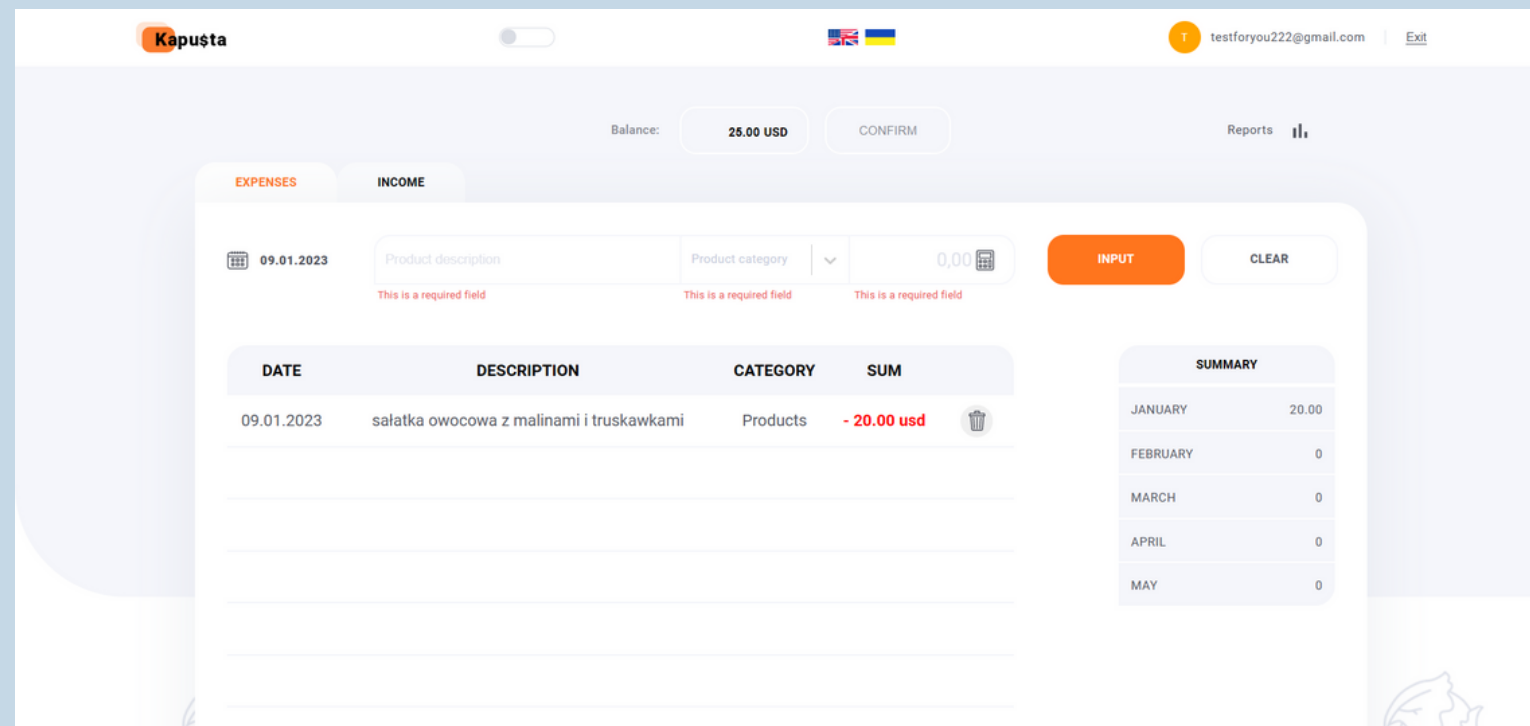 Kapu$ta
T testforyou222@gmail.com Exit
Balance: 25.00 USD CONFIRM Reports
EXPENSES INCOME
09.01.2023 Product description Product category 0,00 INPUT CLEAR
This is a required field This is a required field This is a required field
DATE DESCRIPTION CATEGORY SUM
09.01.2023 sałatka owocowa z malinami i truskawkami Products - 20.00 usd
SUMMARY
JANUARY 20.00
FEBRUARY 0
MARCH 0
APRIL 0
MAY 0